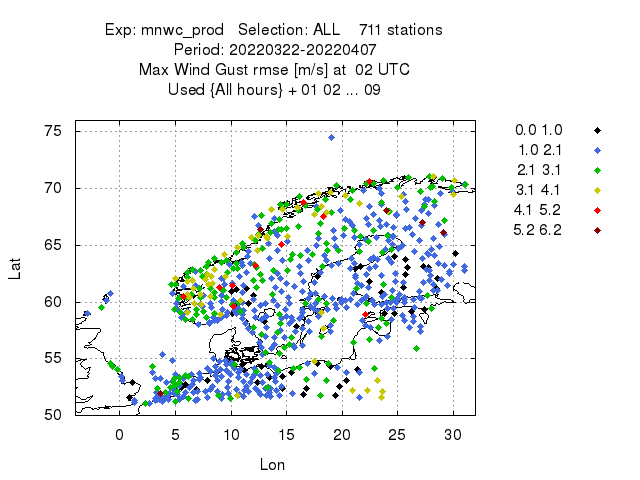 Exp: mnwc_prod Selection: ALL 711 stations
Period: 20220322-20220407
Max Wind Gust rmse [m/s] at 02 UTC
Used {All hours} + 01 02 ... 09
75
70
65
60
55
50
Lat
0 5 10 15 20 25 30
Lon
0.0 1.0
1.0 2.1
2.1 3.1
3.1 4.1
4.1 5.2
5.2 6.2